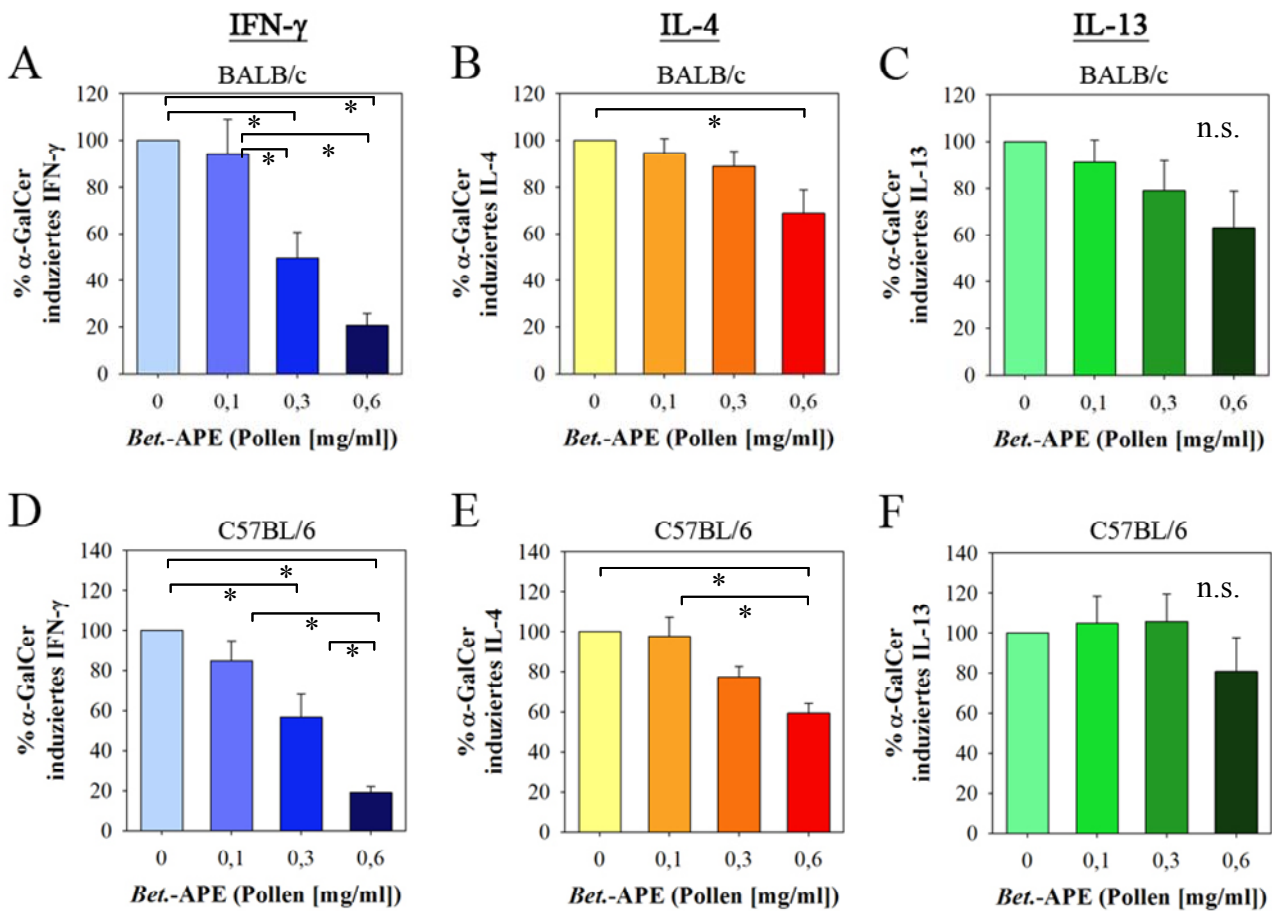 IFN-γ
IL-4
IL-13
A
BALB/c
120
100
80
60
40
20
0
% α-GalCer
induziertes IFN-γ
*
*
*
*
0 0,1 0,3 0,6
Bet.-APE (Pollen [mg/ml])
B
BALB/c
120
100
80
60
40
20
0
% α-GalCer
induziertes IL-4
*
0 0,1 0,3 0,6
Bet.-APE (Pollen [mg/ml])
C
BALB/c
120
100
80
60
40
20
0
% α-GalCer
induziertes IL-13
n.s.
0 0,1 0,3 0,6
Bet.-APE (Pollen [mg/ml])
D
C57BL/6
140
120
100
80
60
40
20
0
% α-GalCer
induziertes IFN-γ
*
*
*
*
0 0,1 0,3 0,6
Bet.-APE (Pollen [mg/ml])
E
C57BL/6
140
120
100
80
60
40
20
0
% α-GalCer
induziertes IL-4
*
*
0 0,1 0,3 0,6
Bet.-APE (Pollen [mg/ml])
F
C57BL/6
140
120
100
80
60
40
20
0
% α-GalCer
induziertes IL-13
n.s.
0 0,1 0,3 0,6
Bet.-APE (Pollen [mg/ml])